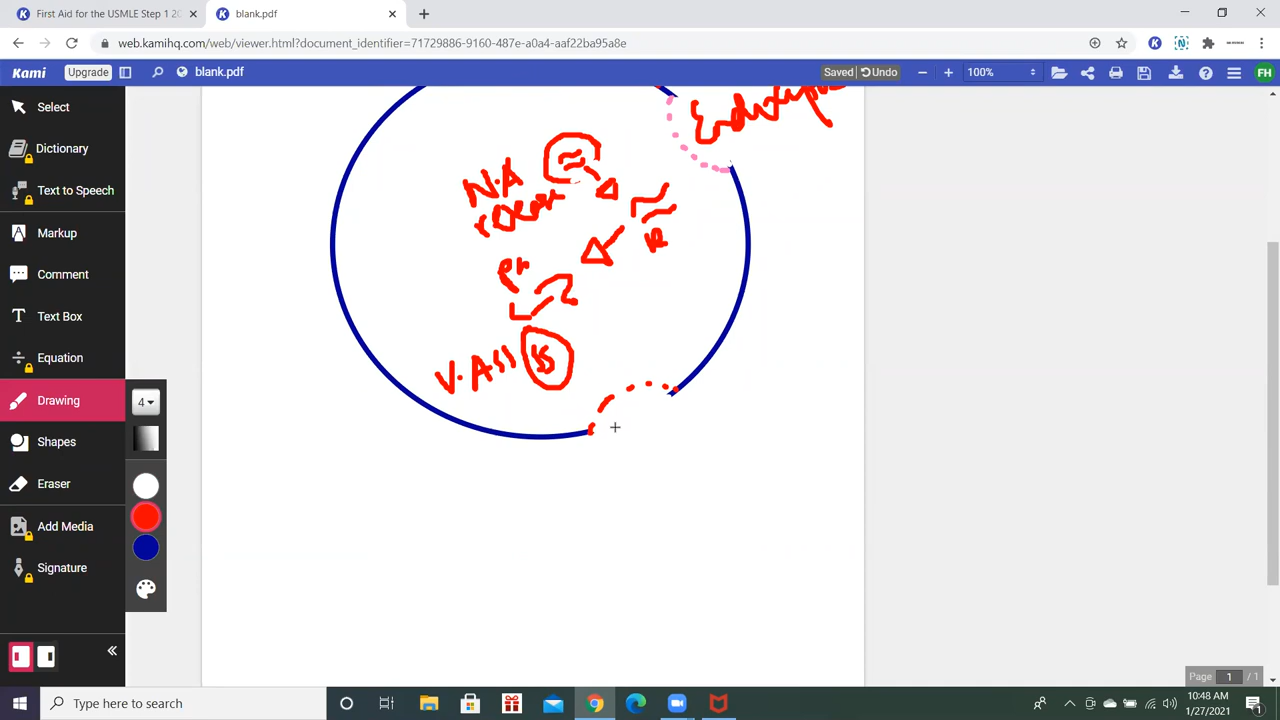 First Aid for the USMLE Step 1 20
blank.pdf
web.kamihq.com/web/viewer.html?document_identifier=71729886-9160-487e-a0a4-aaf22ba95a8e
Kami
Upgrade
blank.pdf
Saved
Undo
100%
FH
Select
Dictionary
Text to Speech
Markup
Comment
Text Box
Equation
Drawing
Shapes
Eraser
Add Media
Signature
4
N.A
V.Ass
Page 1 / 1
Type here to search
10:48 AM
1/27/2021
1